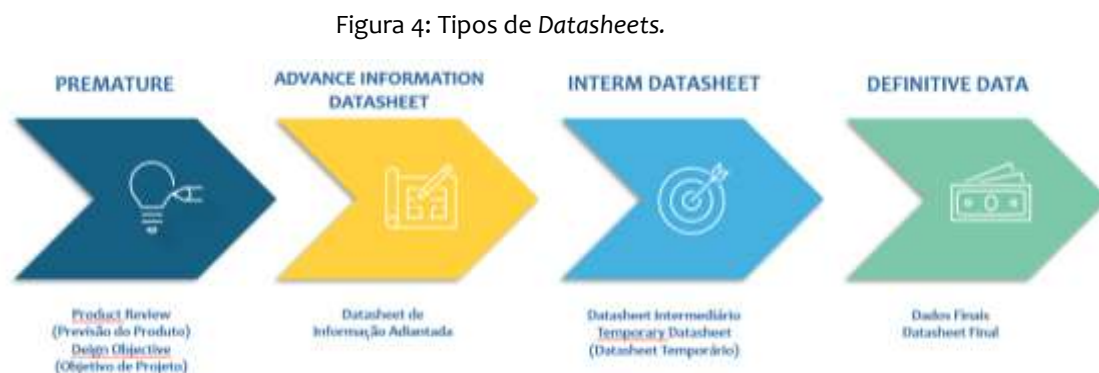 Figura 4: Tipos de Datasheets.
PREMATURE
ADVANCE INFORMATION
DATASHEET
INTERM DATASHEET
DEFINITIVE DATA
Product Review
(Previsão do Produto)
Deign Objective
(Objetivo de Projeto)
Datasheet de
Informação Adiantada
Datasheet Intermediário
Temporary Datasheet
(Datasheet Temporário)
Dados Finais
Datasheet Final